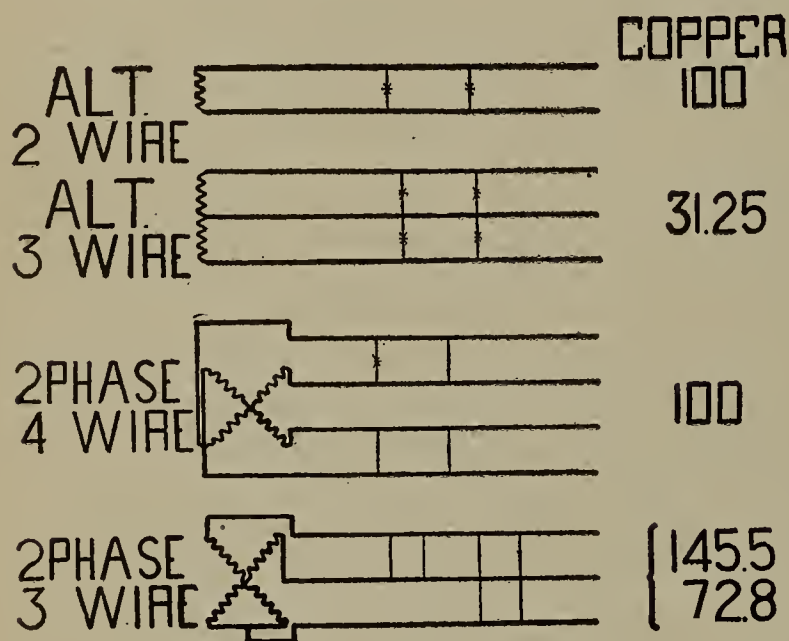 COPPER
ALT. 2 WIRE 100
ALT. 3 WIRE 31.25
2PHASE 4 WIRE 100
2PHASE 3 WIRE 145.5
72.8